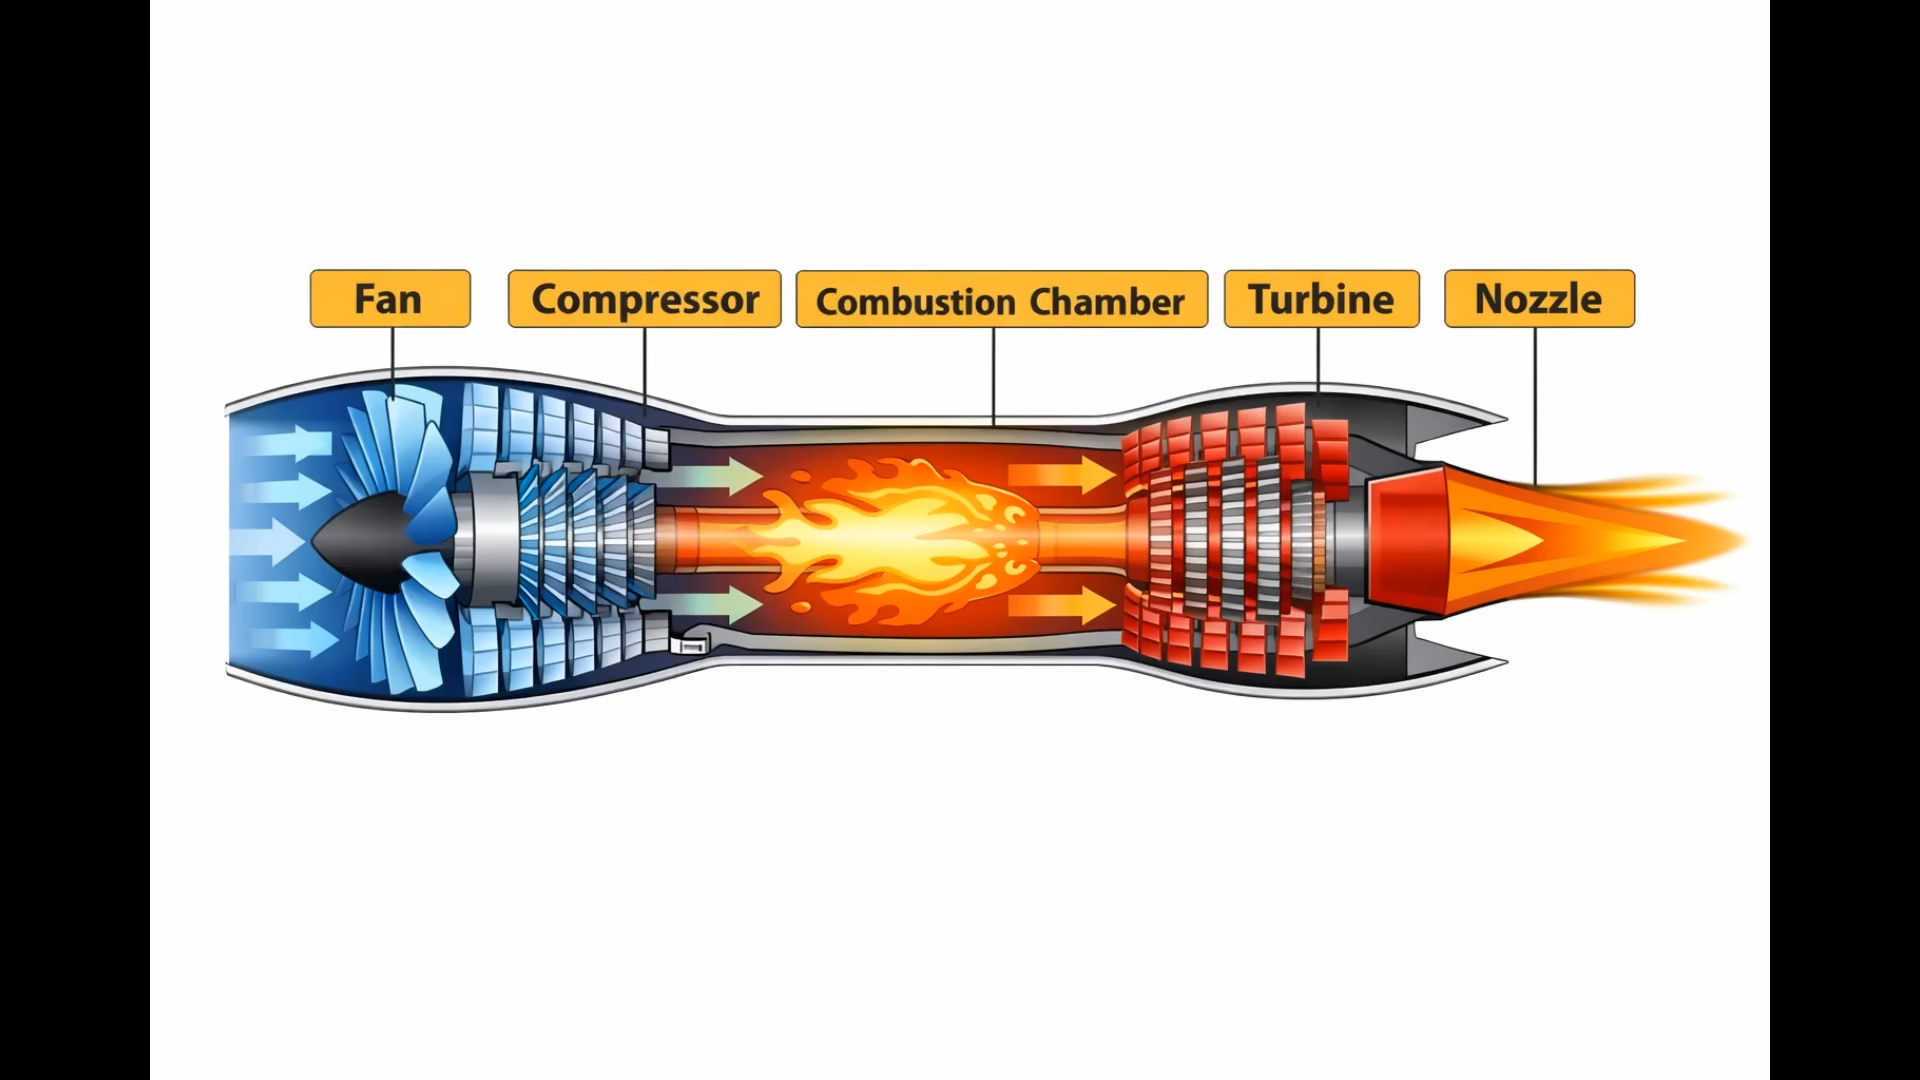 Fan
Compressor
Combustion Chamber
Turbine
Nozzle